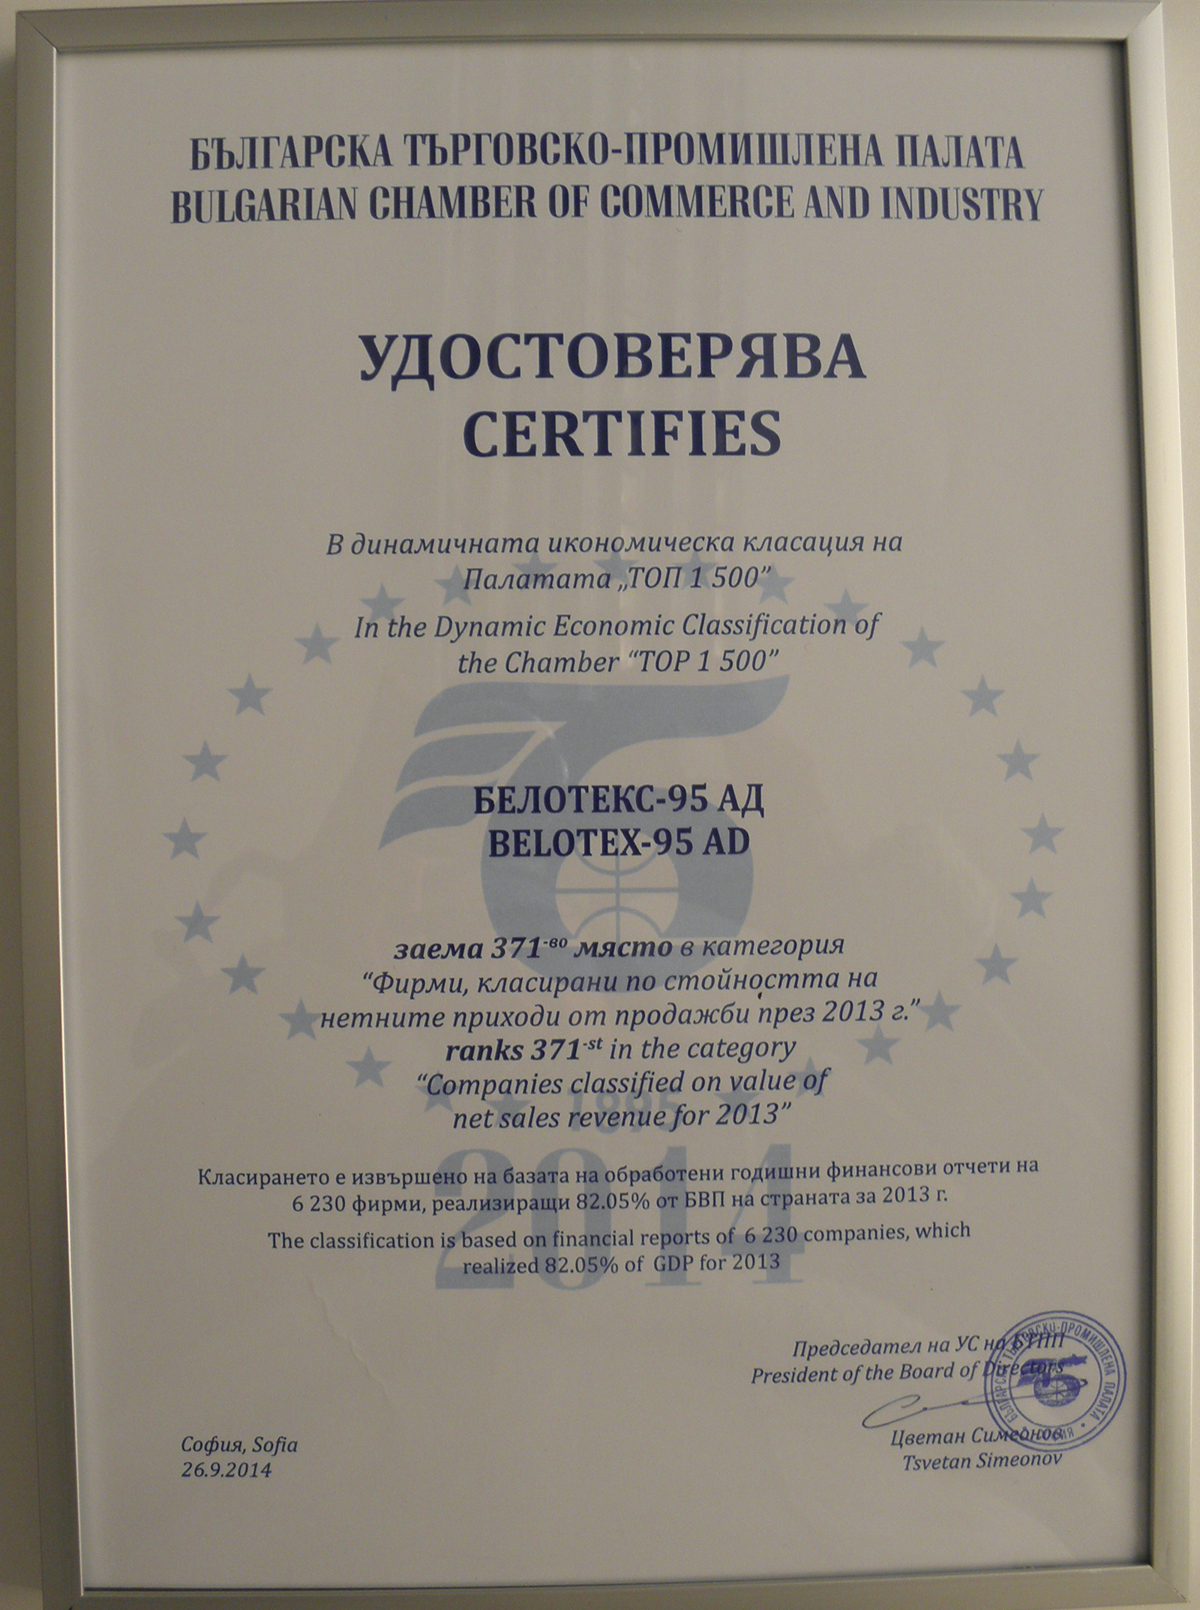 БЪЛГАРСКА ТЪРГОВСКО-ПРОМИШЛЕНА ПАЛАТА
BULGARIAN CHAMBER OF COMMERCE AND INDUSTRY
УДОСТОВЕРЯВА
CERTIFIES
В динамичната икономическа класация на
Палатата „ТОП 1 500”
In the Dynamic Economic Classification of
the Chamber “TOP 1 500”
БЕЛОТЕКС-95 АД
BELOTEX-95 AD
заема 371-во място в категория
“Фирми, класирани по стойността на
нетните приходи от продажби през 2013 г.”
ranks 371-st in the category
“Companies classified on value of
net sales revenue for 2013”
1995
2014
Класирането е извършено на базата на обработени годишни финансови отчети на
6 230 фирми, реализиращи 82.05% от БВП на страната за 2013 г.
The classification is based on financial reports of 6 230 companies, which
realized 82.05% of GDP for 2013
Председател на УС на БТПП
President of the Board of Directors
БЪЛГАРСКА ТЪРГОВСКО-ПРОМИШЛЕНА ПАЛАТА
СОФИЯ
Цветан Симеонов
Tsvetan Simeonov
София, Sofia
26.9.2014